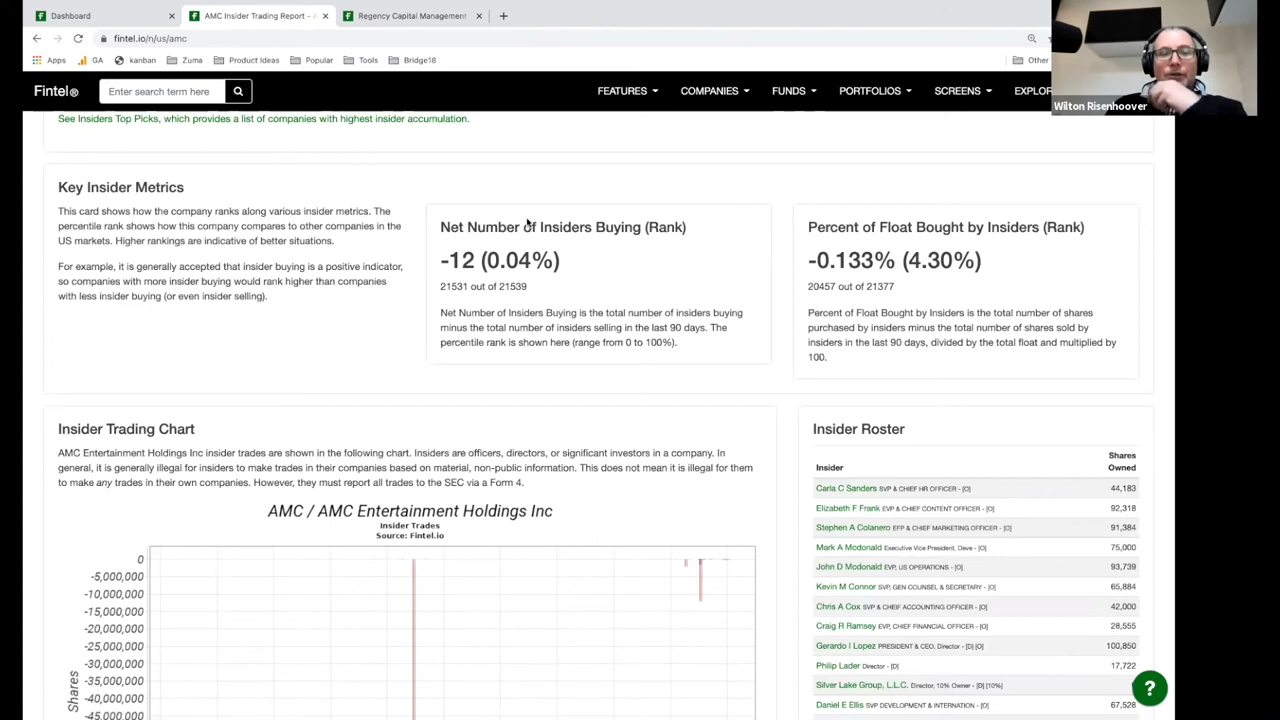 Dashboard
AMC Insider Trading Report - A
Regency Capital Management
fintel.io/n/us/amc
Apps
GA
kanban
Zuma
Product Ideas
Popular
Tools
Bridge18
Other
Wilton Risenhoover
Fintel
Enter search term here
FEATURES
COMPANIES
FUNDS
PORTFOLIOS
SCREENS
EXPLOR
See Insiders Top Picks, which provides a list of companies with highest insider accumulation.
Key Insider Metrics
This card shows how the company ranks along various insider metrics. The
percentile rank shows how this company compares to other companies in the
US markets. Higher rankings are indicative of better situations.
For example, it is generally accepted that insider buying is a positive indicator,
so companies with more insider buying would rank higher than companies
with less insider buying (or even insider selling).
Net Number of Insiders Buying (Rank)
-12 (0.04%)
21531 out of 21539
Net Number of Insiders Buying is the total number of insiders buying
minus the total number of insiders selling in the last 90 days. The
percentile rank is shown here (range from 0 to 100%).
Percent of Float Bought by Insiders (Rank)
-0.133% (4.30%)
20457 out of 21377
Percent of Float Bought by Insiders is the total number of shares
purchased by insiders minus the total number of shares sold by
insiders in the last 90 days, divided by the total float and multiplied by
100.
Insider Trading Chart
AMC Entertainment Holdings Inc insider trades are shown in the following chart. Insiders are officers, directors, or significant investors in a company. In
general, it is generally illegal for insiders to make trades in their companies based on material, non-public information. This does not mean it is illegal for them
to make any trades in their own companies. However, they must report all trades to the SEC via a Form 4.
AMC / AMC Entertainment Holdings Inc
Insider Trades
Source: Fintel.io
0
-5,000,000
-10,000,000
-15,000,000
-20,000,000
-25,000,000
-30,000,000
-35,000,000
-40,000,000
-45,000,000
Shares
Insider Roster
Insider Shares Owned
Carla C Sanders SVP & CHIEF HR OFFICER - [O] 44,183
Elizabeth F Frank EVP & CHIEF CONTENT OFFICER - [O] 92,318
Stephen A Colanero EFP & CHIEF MARKETING OFFICER - [O] 91,384
Mark A Mcdonald Executive Vice President, Deve - [O] 75,000
John D Mcdonald EVP, US OPERATIONS - [O] 93,739
Kevin M Connor SVP, GEN COUNSEL & SECRETARY - [O] 65,884
Chris A Cox SVP & CHEIF ACCOUNTING OFFICER - [O] 42,000
Craig R Ramsey EVP, CHIEF FINANCIAL OFFICER - [O] 28,555
Gerardo I Lopez PRESIDENT & CEO, Director - [D] [O] 100,850
Philip Lader Director - [D] 17,722
Silver Lake Group, L.L.C. Director, 10% Owner - [D] [10%]
Daniel E Ellis SVP DEVELOPMENT & INTERNATION - [O] 67,528
?